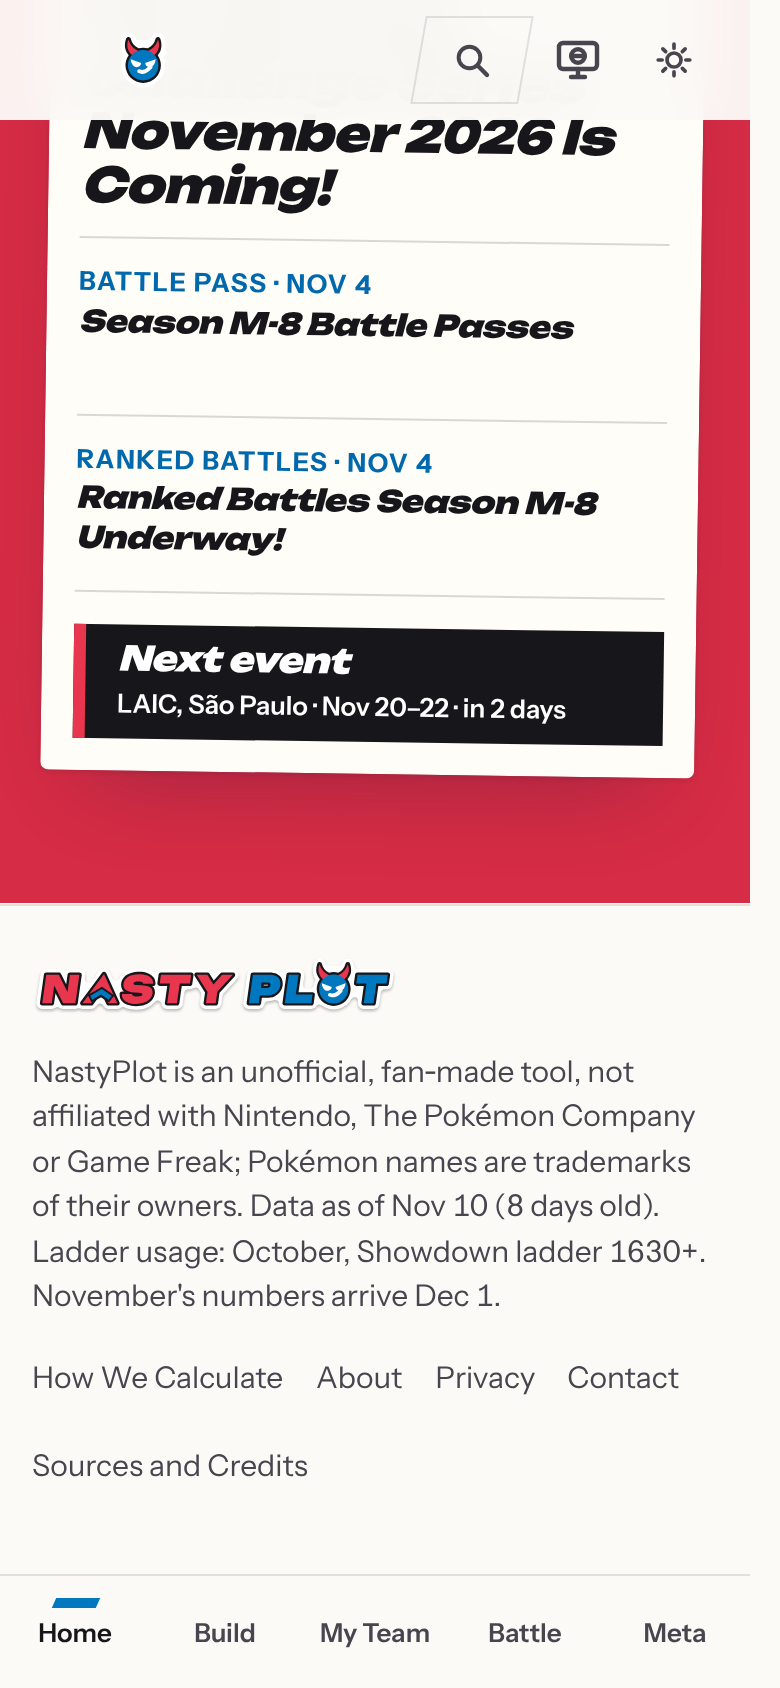 November 2026 Is
Coming!
BATTLE PASS · NOV 4
Season M-8 Battle Passes
RANKED BATTLES · NOV 4
Ranked Battles Season M-8
Underway!
Next event
LAIC, São Paulo · Nov 20–22 · in 2 days
NASTY PLOT
NastyPlot is an unofficial, fan-made tool, not
affiliated with Nintendo, The Pokémon Company
or Game Freak; Pokémon names are trademarks
of their owners. Data as of Nov 10 (8 days old).
Ladder usage: October, Showdown ladder 1630+.
November's numbers arrive Dec 1.
How We Calculate About Privacy Contact
Sources and Credits
Home Build My Team Battle Meta